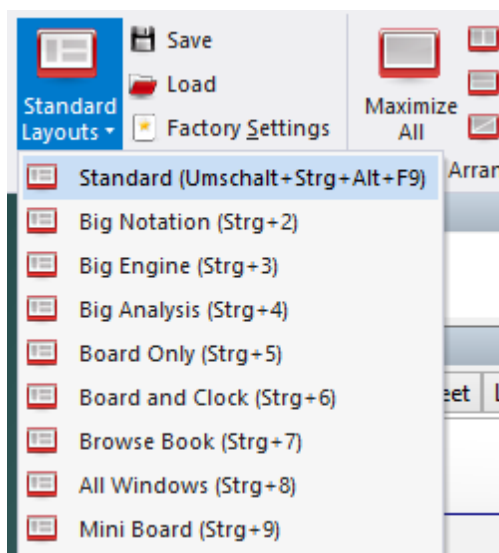 Standard
Layouts
Save
Load
Factory Settings
Maximize
All
Standard (Umschalt+Strg+Alt+F9)
Big Notation (Strg+2)
Big Engine (Strg+3)
Big Analysis (Strg+4)
Board Only (Strg+5)
Board and Clock (Strg+6)
Browse Book (Strg+7)
All Windows (Strg+8)
Mini Board (Strg+9)
Arran
eet